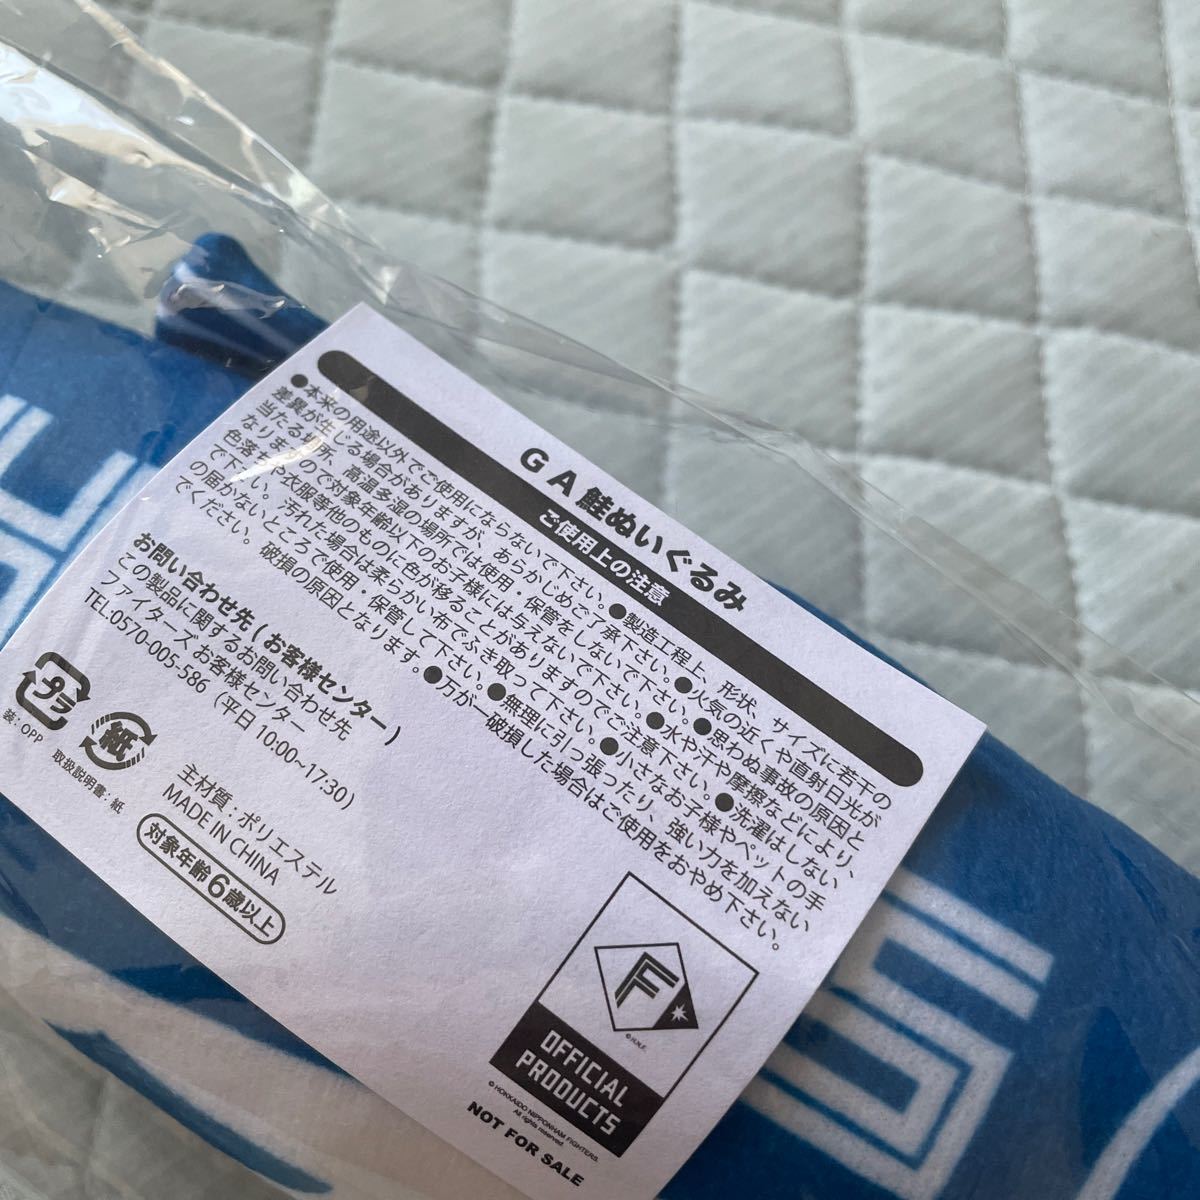 GA鮭ぬいぐるみ
ご使用上の注意
●本来の用途以外でご使用にならないで下さい。●製造工程上、形状、サイズに若干の
差異が生じる場合がありますが、あらかじめご了承下さい。●火気の近くや直射日光が
当たる場所、高温多湿の場所では使用・保管をしないで下さい。●思わぬ事故の原因と
なりますので対象年齢以下のお子様には与えないで下さい。●水や汗や摩擦などにより、
色落ちや衣服等他のものに色が移ることがありますのでご注意下さい。●洗濯はしない
で下さい。汚れた場合は柔らかい布でふき取って下さい。●小さなお子様やペットの手
の届かないところで使用・保管して下さい。●無理に引っ張ったり、強い力を加えない
でください。破損の原因となります。●万が一破損した場合はご使用をおやめ下さい。
お問い合わせ先(お客様センター)
この製品に関するお問い合わせ先
ファイターズ お客様センター
TEL:0570-005-586 (平日 10:00~17:30)
プラ
紙
装:OPP
取扱説明書:紙
主材質:ポリエステル
MADE IN CHINA
対象年齢6歳以上
F
© H.N.F.
OFFICIAL
PRODUCTS
© HOKKAIDO NIPPONHAM FIGHTERS.
All rights reserved.
NOT FOR SALE